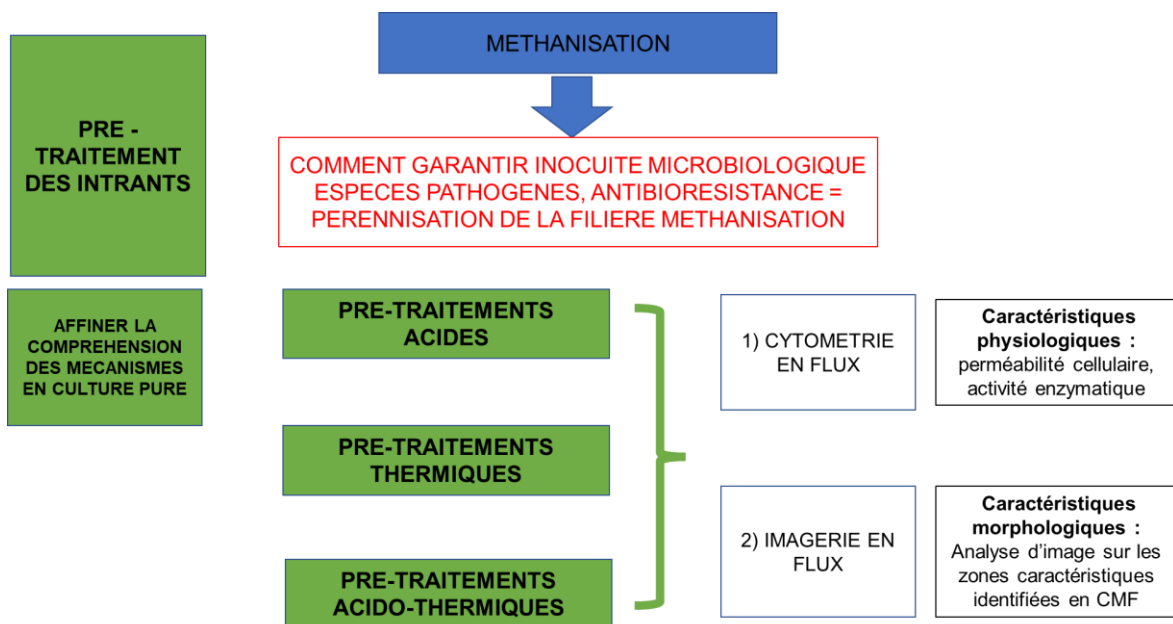 METHANISATION
PRE -
TRAITEMENT
DES INTRANTS
COMMENT GARANTIR INOCUITE MICROBIOLOGIQUE
ESPECES PATHOGENES, ANTIBIORESISTANCE =
PERENNISATION DE LA FILIERE METHANISATION
AFFINER LA
COMPREHENSION
DES MECANISMES
EN CULTURE PURE
PRE-TRAITEMENTS
ACIDES
1) CYTOMETRIE
EN FLUX
Caractéristiques
physiologiques :
perméabilité cellulaire,
activité enzymatique
PRE-TRAITEMENTS
THERMIQUES
2) IMAGERIE EN
FLUX
Caractéristiques
morphologiques :
Analyse d'image sur les
zones caractéristiques
identifiées en CMF
PRE-TRAITEMENTS
ACIDO-THERMIQUES